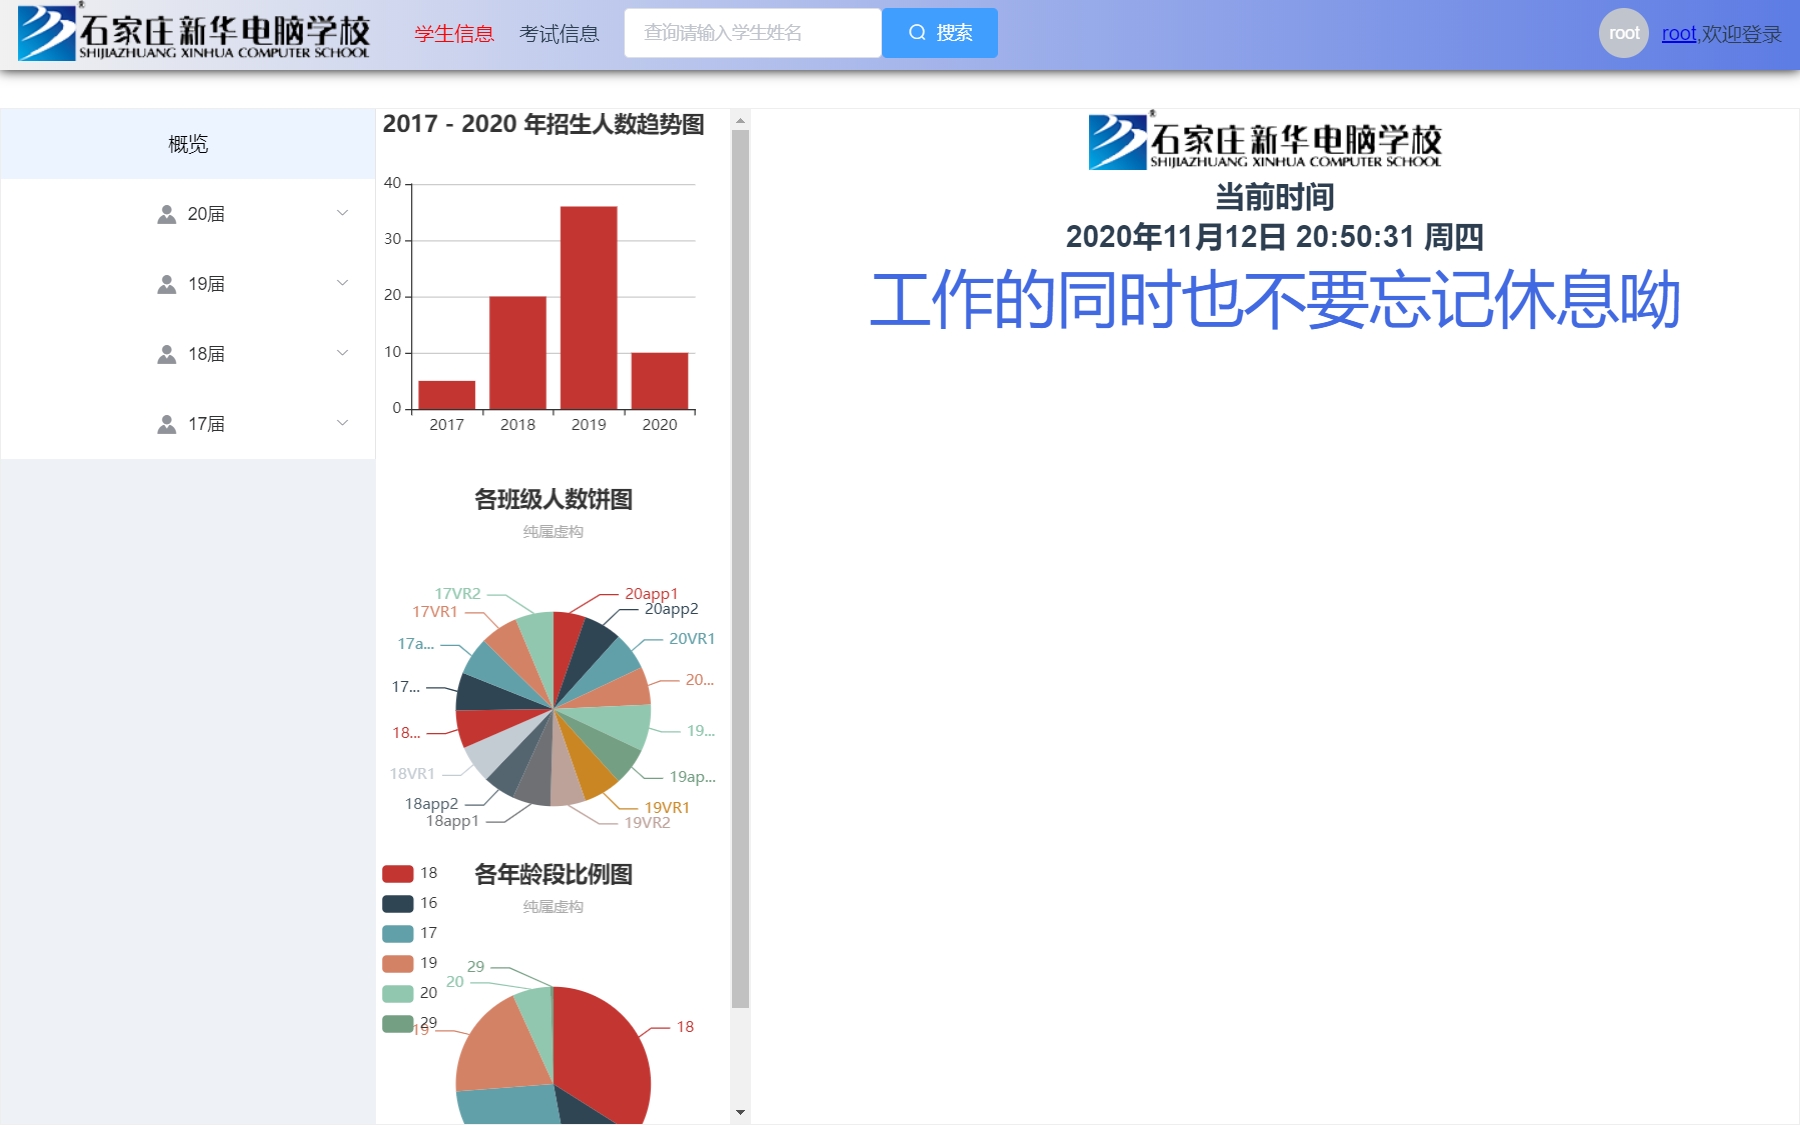 石家庄新华电脑学校
SHIJIAZHUANG XINHUA COMPUTER SCHOOL
学生信息
考试信息
查询请输入学生姓名
搜索
root
root,欢迎登录
概览
20届
19届
18届
17届
2017 - 2020 年招生人数趋势图
40
30
20
10
0
2017 2018 2019 2020
各班级人数饼图
纯属虚构
17VR2
20app1
17VR1
20app2
17a...
20VR1
17...
20...
18...
19...
18VR1
19ap...
18app2
19VR1
18app1
19VR2
各年龄段比例图
纯属虚构
18
16
17
19
20
29
29
20
19
18
石家庄新华电脑学校
SHIJIAZHUANG XINHUA COMPUTER SCHOOL
当前时间
2020年11月12日 20:50:31 周四
工作的同时也不要忘记休息呦